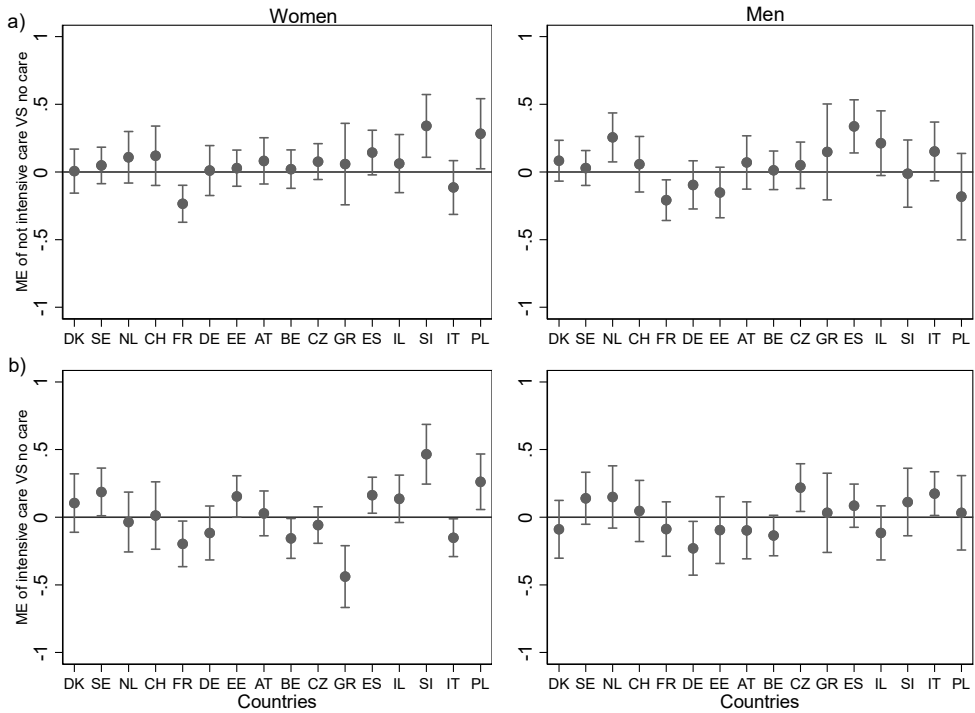 Women
Men
a)
ME of not intensive care VS no care
1
.5
0
-.5
-1
DK SE NL CH FR DE EE AT BE CZ GR ES IL SI IT PL
1
.5
0
-.5
-1
DK SE NL CH FR DE EE AT BE CZ GR ES IL SI IT PL
b)
ME of intensive care VS no care
1
.5
0
-.5
-1
DK SE NL CH FR DE EE AT BE CZ GR ES IL SI IT PL
Countries
1
.5
0
-.5
-1
DK SE NL CH FR DE EE AT BE CZ GR ES IL SI IT PL
Countries